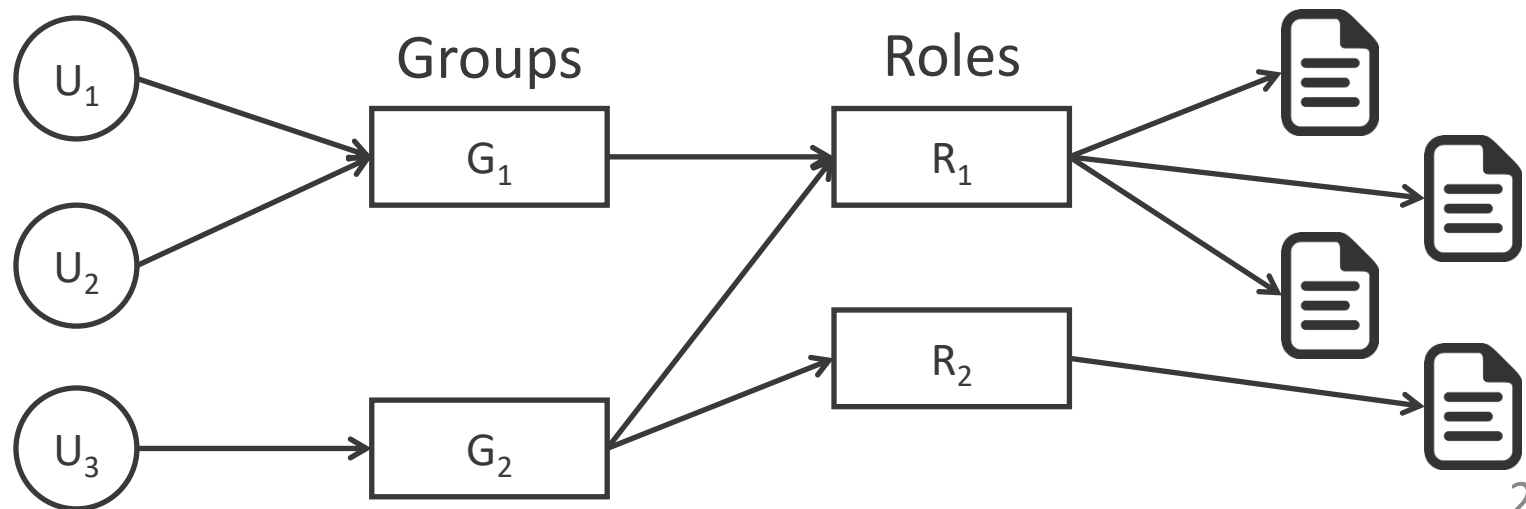 Groups
Roles
U₁
G₁
R₁
U₂
R₂
U₃
G₂